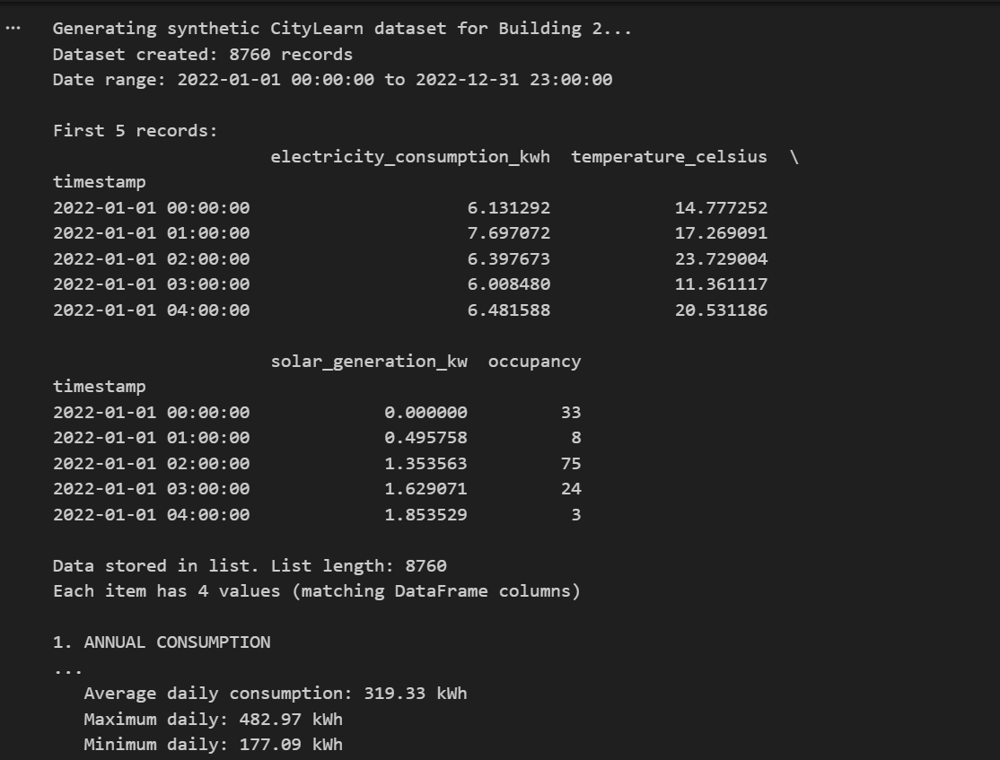 ...
Generating synthetic CityLearn dataset for Building 2...
Dataset created: 8760 records
Date range: 2022-01-01 00:00:00 to 2022-12-31 23:00:00

First 5 records:
                     electricity_consumption_kwh  temperature_celsius  \
timestamp
2022-01-01 00:00:00                     6.131292            14.777252
2022-01-01 01:00:00                     7.697072            17.269091
2022-01-01 02:00:00                     6.397673            23.729004
2022-01-01 03:00:00                     6.008480            11.361117
2022-01-01 04:00:00                     6.481588            20.531186

                     solar_generation_kw  occupancy
timestamp
2022-01-01 00:00:00             0.000000         33
2022-01-01 01:00:00             0.495758          8
2022-01-01 02:00:00             1.353563         75
2022-01-01 03:00:00             1.629071         24
2022-01-01 04:00:00             1.853529          3

Data stored in list. List length: 8760
Each item has 4 values (matching DataFrame columns)

1. ANNUAL CONSUMPTION
...
   Average daily consumption: 319.33 kWh
   Maximum daily: 482.97 kWh
   Minimum daily: 177.09 kWh